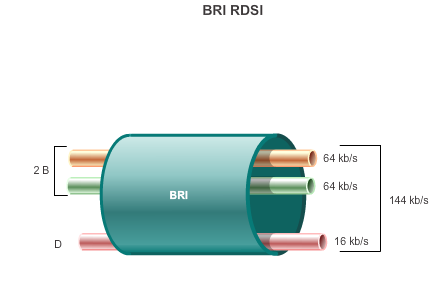 BRI RDSI
2 B
64 kb/s
64 kb/s
BRI
144 kb/s
D
16 kb/s